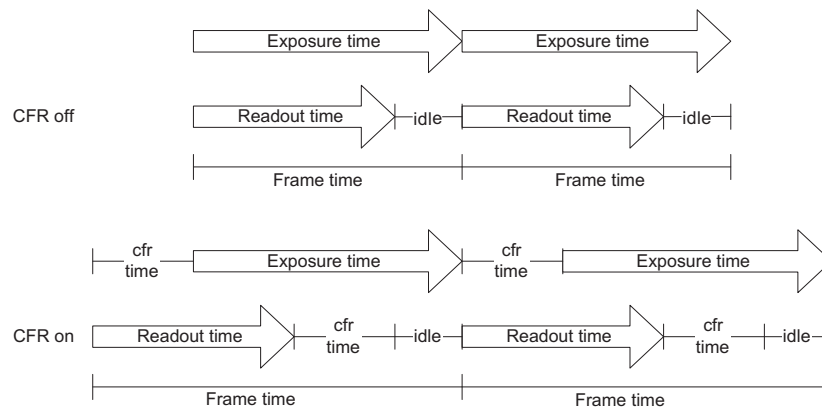 Exposure time Exposure time
CFR off Readout time idle Readout time idle
Frame time Frame time
cfr time Exposure time cfr time Exposure time
CFR on Readout time cfr time idle Readout time cfr time idle
Frame time Frame time